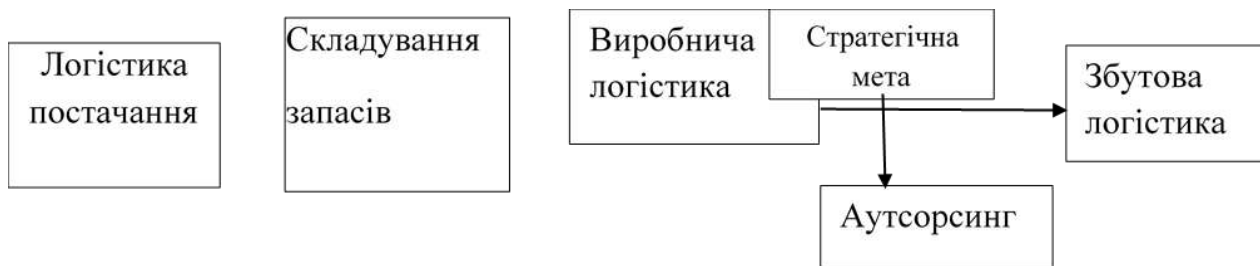 Логістика
постачання
Складування
запасів
Виробнича
логістика
Стратегічна
мета
Збутова
логістика
Аутсорсинг